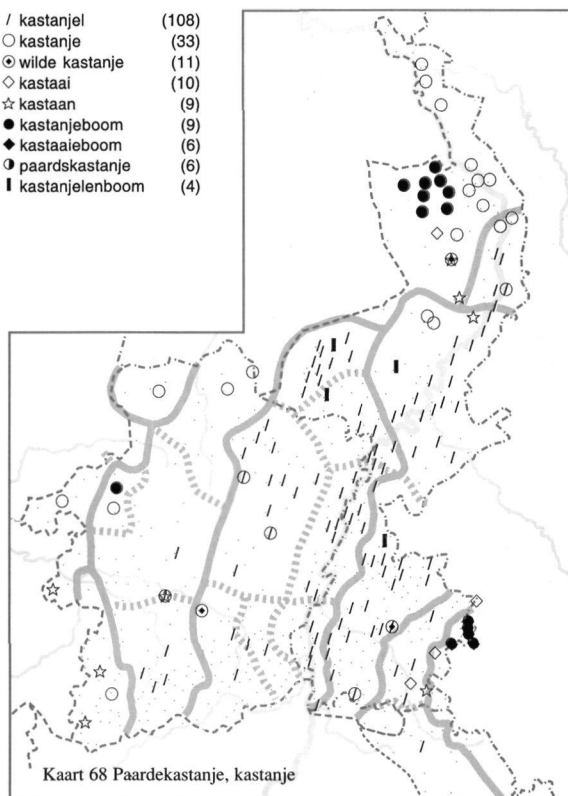 kastanjel (108)
kastanje (33)
wilde kastanje (11)
kastaai (10)
kastaan (9)
kastanjeboom (9)
kastaaieboom (6)
paardskastanje (6)
kastanjelenboom (4)
Kaart 68 Paardekastanje, kastanje